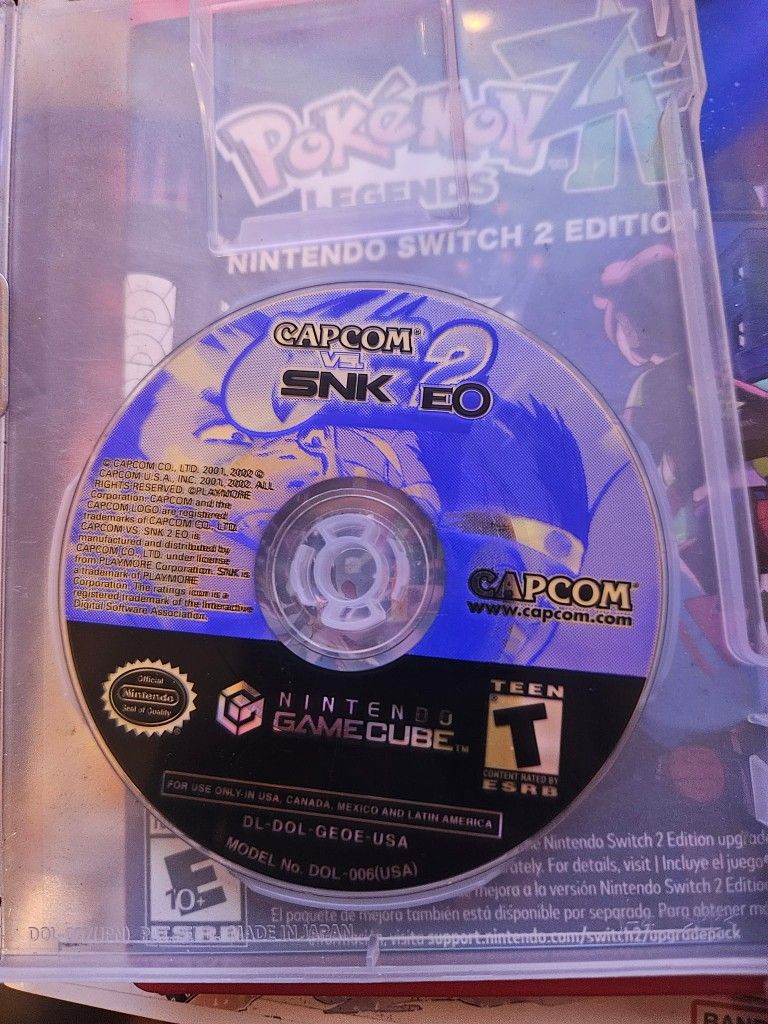 POKÉMON
LEGENDS
ZA
NINTENDO SWITCH 2 EDITION
CAPCOM®
VS.
SNK 2 EO
© CAPCOM CO., LTD. 2001, 2002 ©
CAPCOM U.S.A., INC. 2001, 2002. ALL
RIGHTS RESERVED. ©PLAYMORE
Corporation. CAPCOM and the
CAPCOM LOGO are registered
trademarks of CAPCOM CO., LTD.
CAPCOM VS. SNK 2 EO is
manufactured and distributed by
CAPCOM CO., LTD. under license
from PLAYMORE Corporation. SNK is
a trademark of PLAYMORE
Corporation. The ratings icon is a
registered trademark of the Interactive
Digital Software Association.
CAPCOM®
www.capcom.com
Official
Nintendo
Seal of Quality
NINTENDO
GAMECUBE™
TEEN
T
CONTENT RATED BY
ESRB
FOR USE ONLY IN USA, CANADA, MEXICO AND LATIN AMERICA
DL-DOL-GEOE-USA
MODEL No. DOL-006(USA)
E
10+
Nintendo Switch 2 Edition upgrade
ately. For details, visit | Incluye el juego
mejora a la versión Nintendo Switch 2 Editio
El paquete de mejora también está disponible por separado. Para obtener m
visita support.nintendo.com/switch2/upgradepack
MADE IN JAPAN
BAND